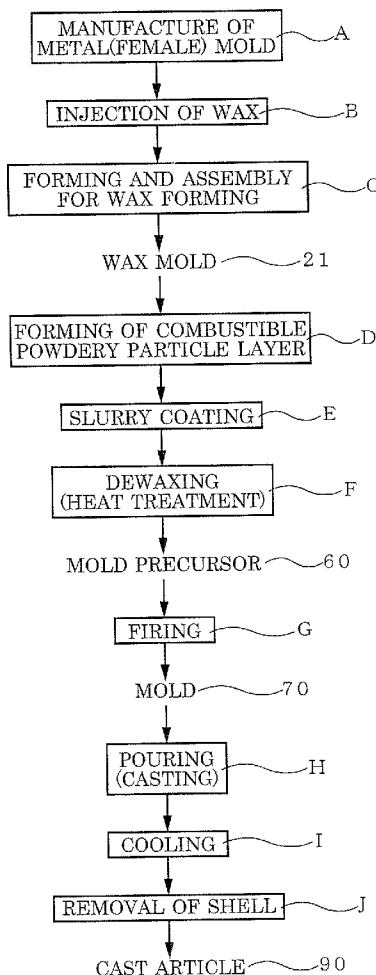 MANUFACTURE OF
METAL(FEMALE) MOLD
A
INJECTION OF WAX
B
FORMING AND ASSEMBLY
FOR WAX FORMING
C
WAX MOLD
21
FORMING OF COMBUSTIBLE
POWDERY PARTICLE LAYER
D
SLURRY COATING
E
DEWAXING
(HEAT TREATMENT)
F
MOLD PRECURSOR
60
FIRING
G
MOLD
70
POURING
(CASTING)
H
COOLING
I
REMOVAL OF SHELL
J
CAST ARTICLE
90